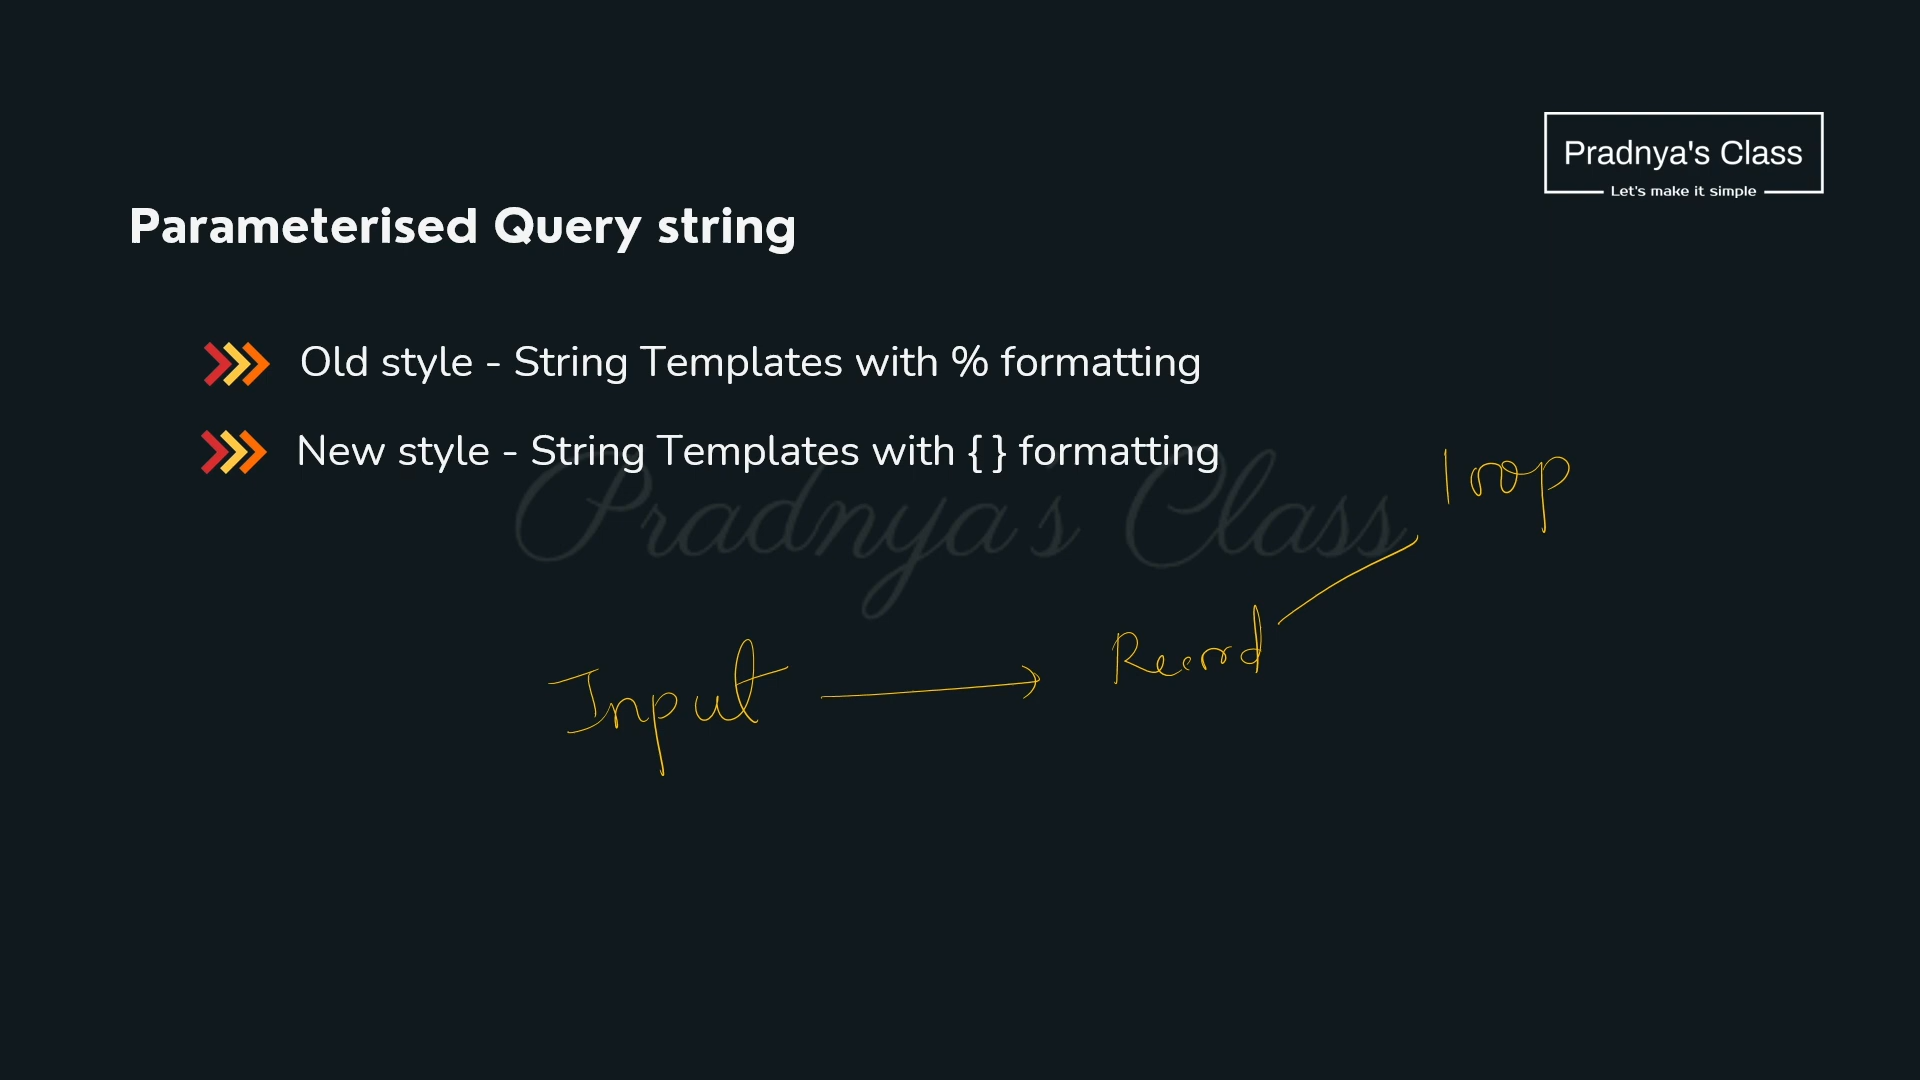 Pradnya's Class
Let's make it simple
Parameterised Query string
Old style - String Templates with % formatting
New style - String Templates with { } formatting
Pradnya's Class
loop
Input
Record